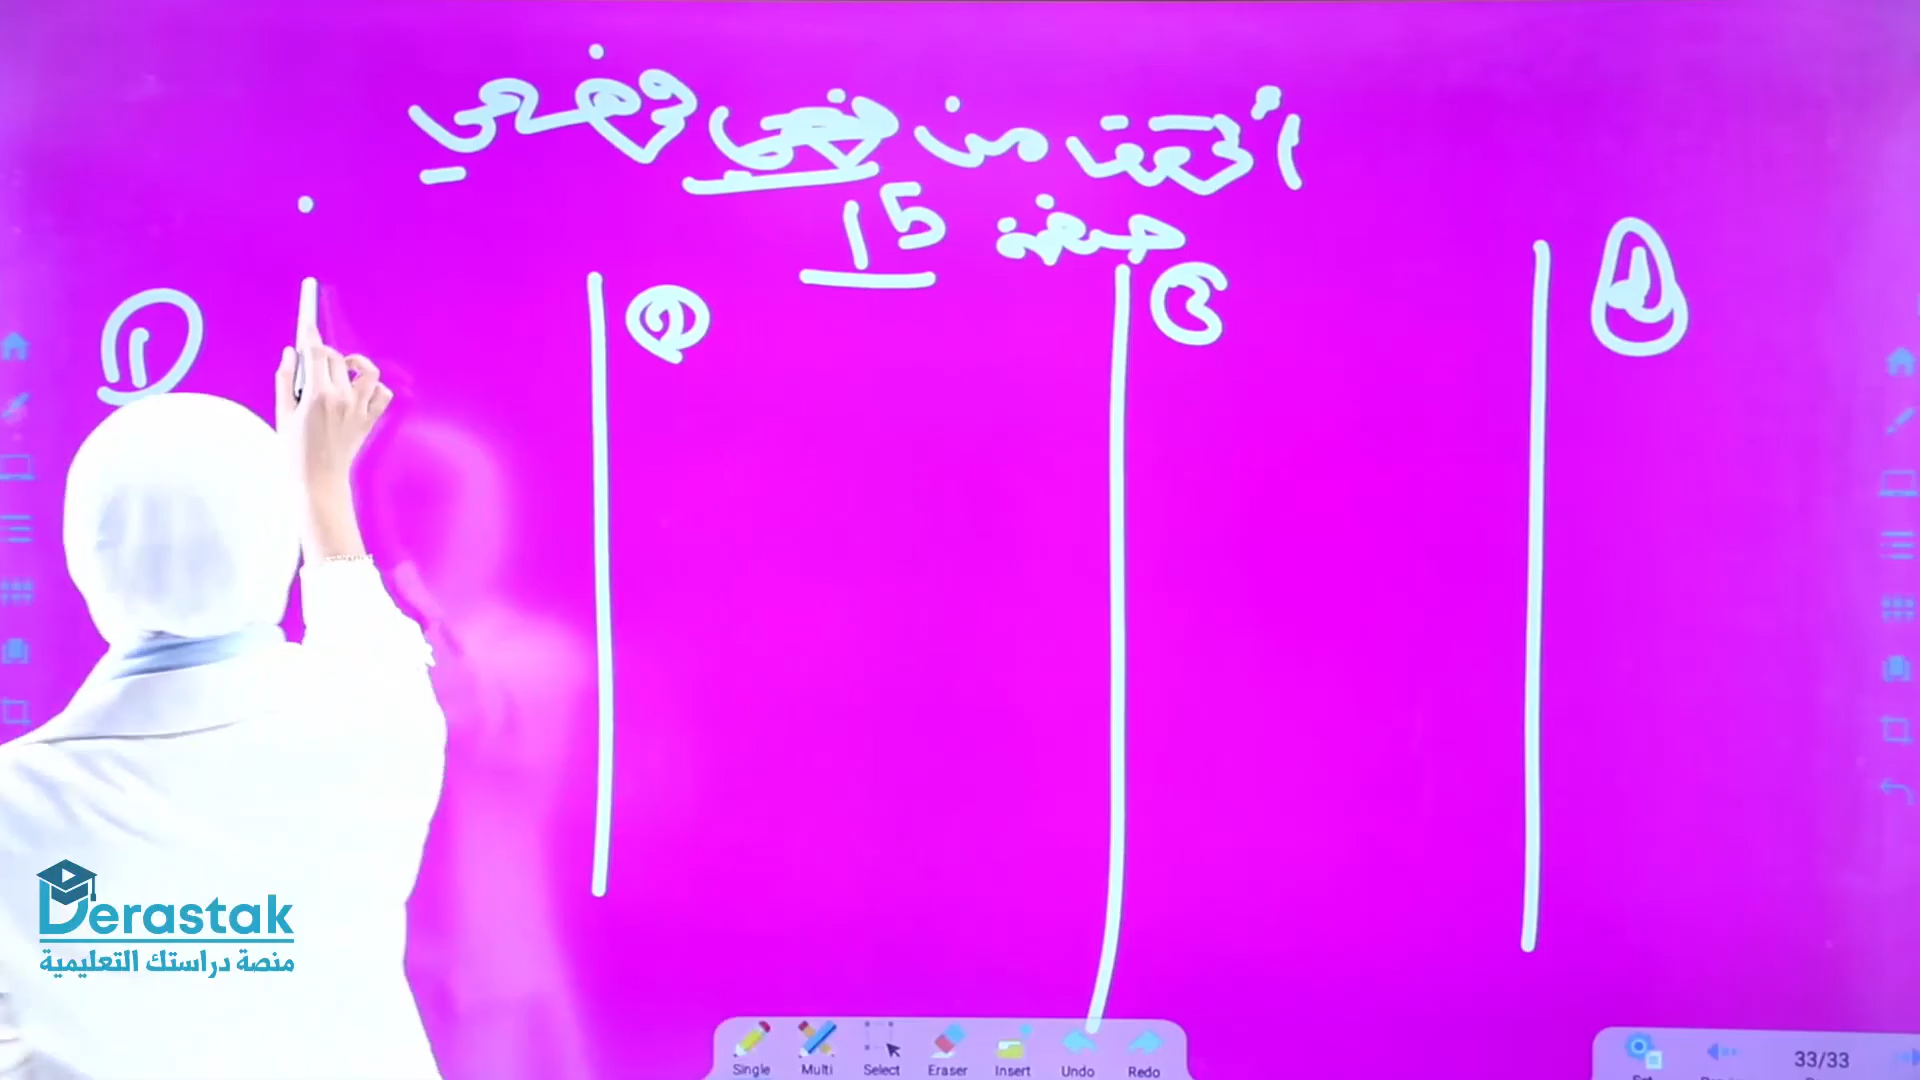 أتحقق من فهمي وفهمي
صفحة 15
1
2
3
Derastak
منصة دراستك التعليمية
Single Multi Select Eraser Insert Undo Redo
33/33